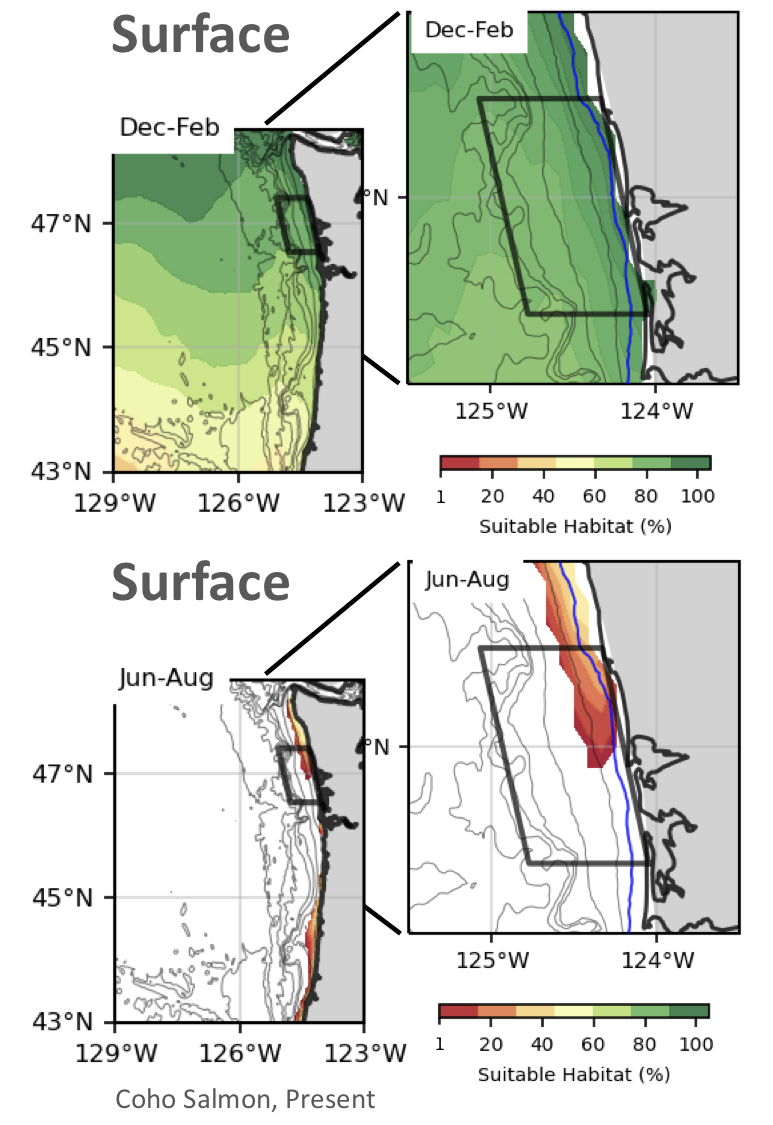 Surface
Dec-Feb
Dec-Feb
47°N
45°N
43°N
129°W 126°W 123°W
°N
125°W 124°W
1 20 40 60 80 100
Suitable Habitat (%)
Surface
Jun-Aug
Jun-Aug
47°N
45°N
43°N
129°W 126°W 123°W
°N
125°W 124°W
1 20 40 60 80 100
Suitable Habitat (%)
Coho Salmon, Present